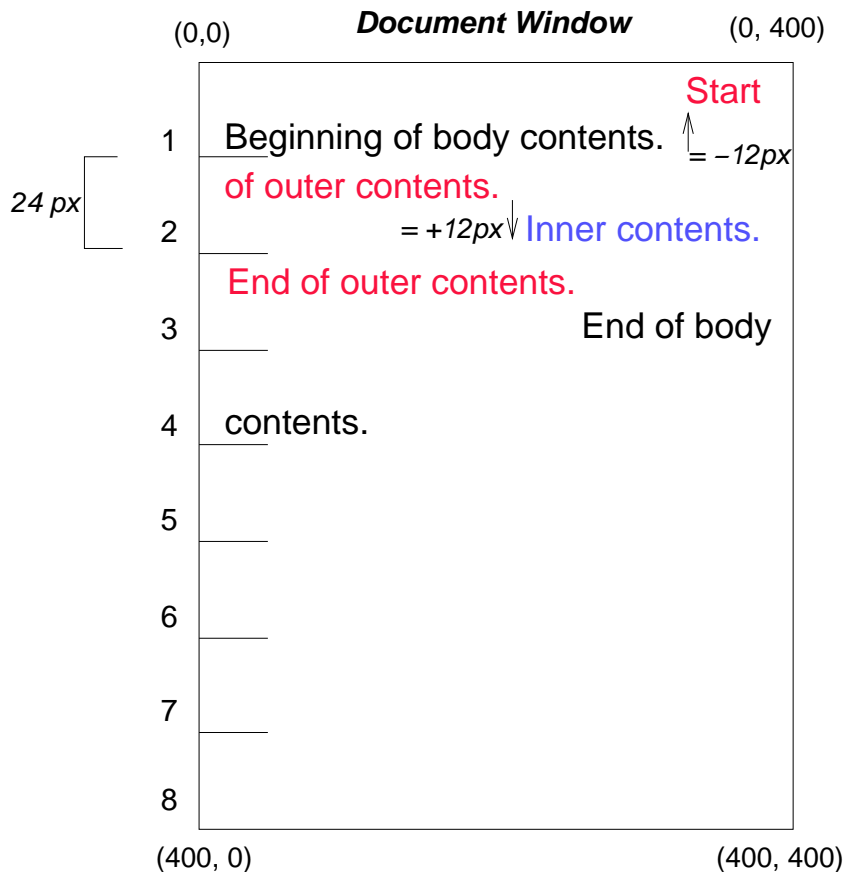 Document Window
(0,0) (0, 400)
Start
1 Beginning of body contents. = −12px
of outer contents.
24 px
2 = +12px Inner contents.
End of outer contents.
3 End of body
4 contents.
5
6
7
8
(400, 0) (400, 400)